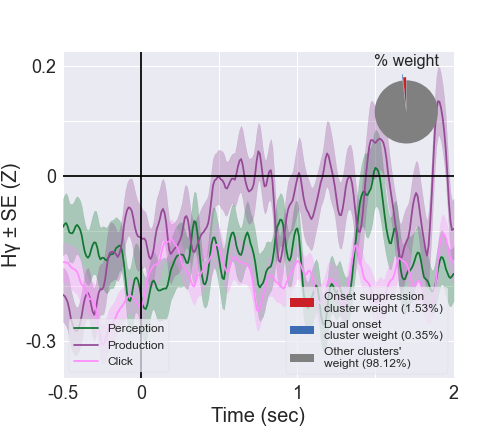 % weight
0.2
0
-0.3
Hγ ± SE (Z)
Perception
Production
Click
Onset suppression
cluster weight (1.53%)
Dual onset
cluster weight (0.35%)
Other clusters'
weight (98.12%)
-0.5
0
1
2
Time (sec)